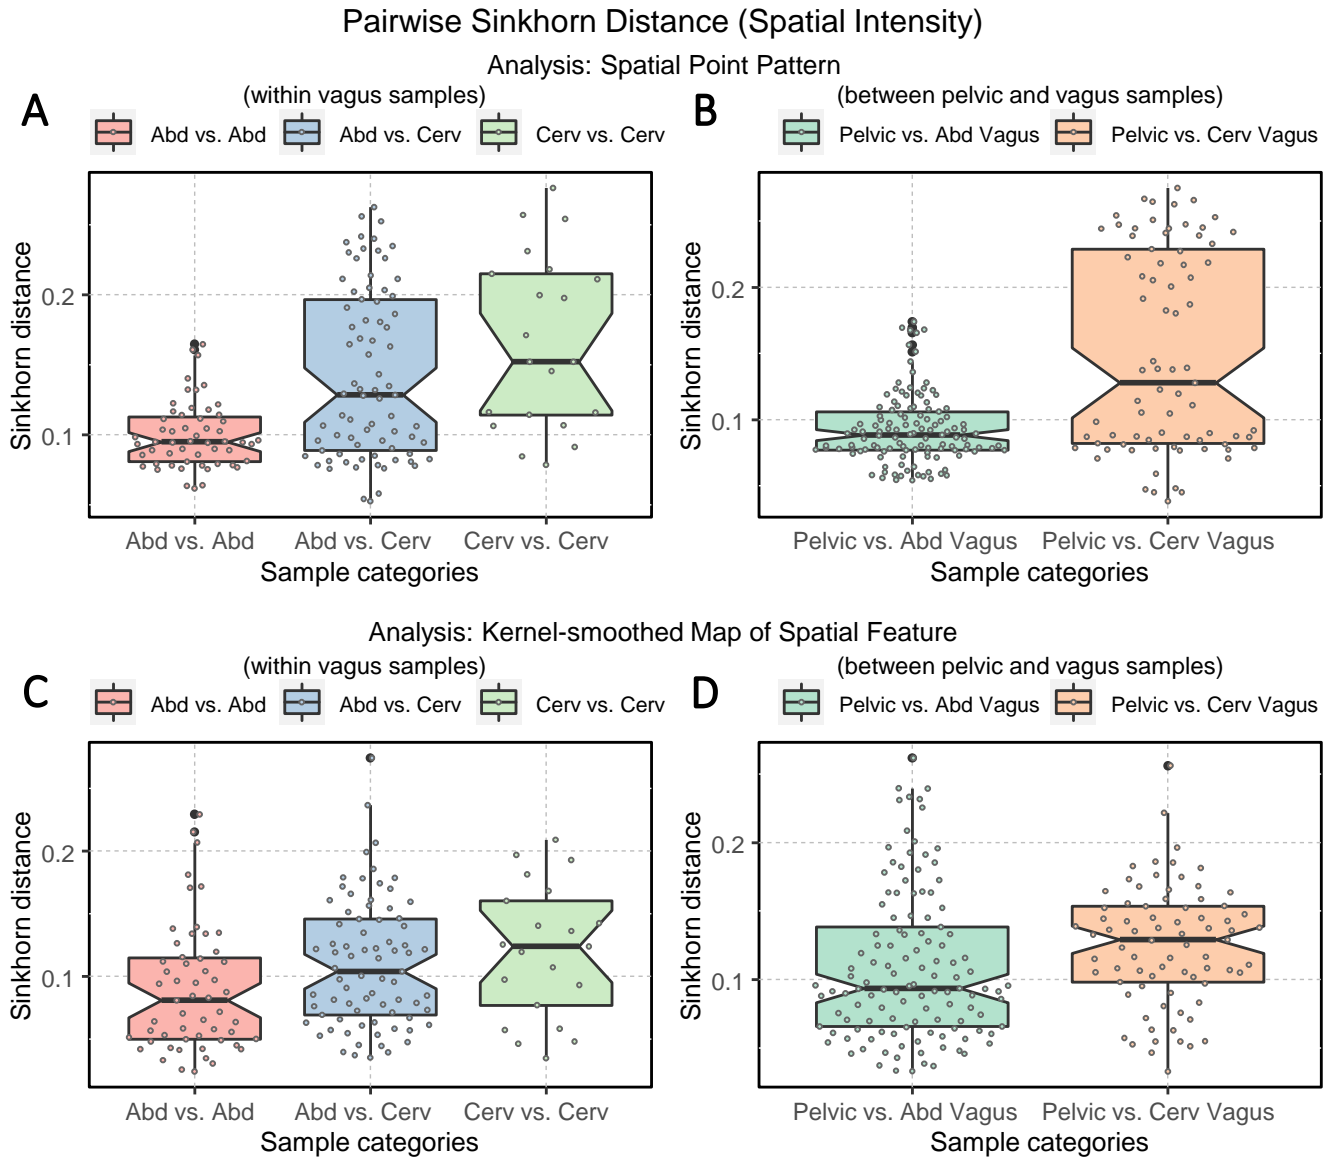 Pairwise Sinkhorn Distance (Spatial Intensity)
Analysis: Spatial Point Pattern
A
(within vagus samples)
Abd vs. Abd
Abd vs. Cerv
Cerv vs. Cerv
Sinkhorn distance
0.2
0.1
Abd vs. Abd
Abd vs. Cerv
Cerv vs. Cerv
Sample categories
B
(between pelvic and vagus samples)
Pelvic vs. Abd Vagus
Pelvic vs. Cerv Vagus
Sinkhorn distance
0.2
0.1
Pelvic vs. Abd Vagus
Pelvic vs. Cerv Vagus
Sample categories
Analysis: Kernel-smoothed Map of Spatial Feature
C
(within vagus samples)
Abd vs. Abd
Abd vs. Cerv
Cerv vs. Cerv
Sinkhorn distance
0.2
0.1
Abd vs. Abd
Abd vs. Cerv
Cerv vs. Cerv
Sample categories
D
(between pelvic and vagus samples)
Pelvic vs. Abd Vagus
Pelvic vs. Cerv Vagus
Sinkhorn distance
0.2
0.1
Pelvic vs. Abd Vagus
Pelvic vs. Cerv Vagus
Sample categories